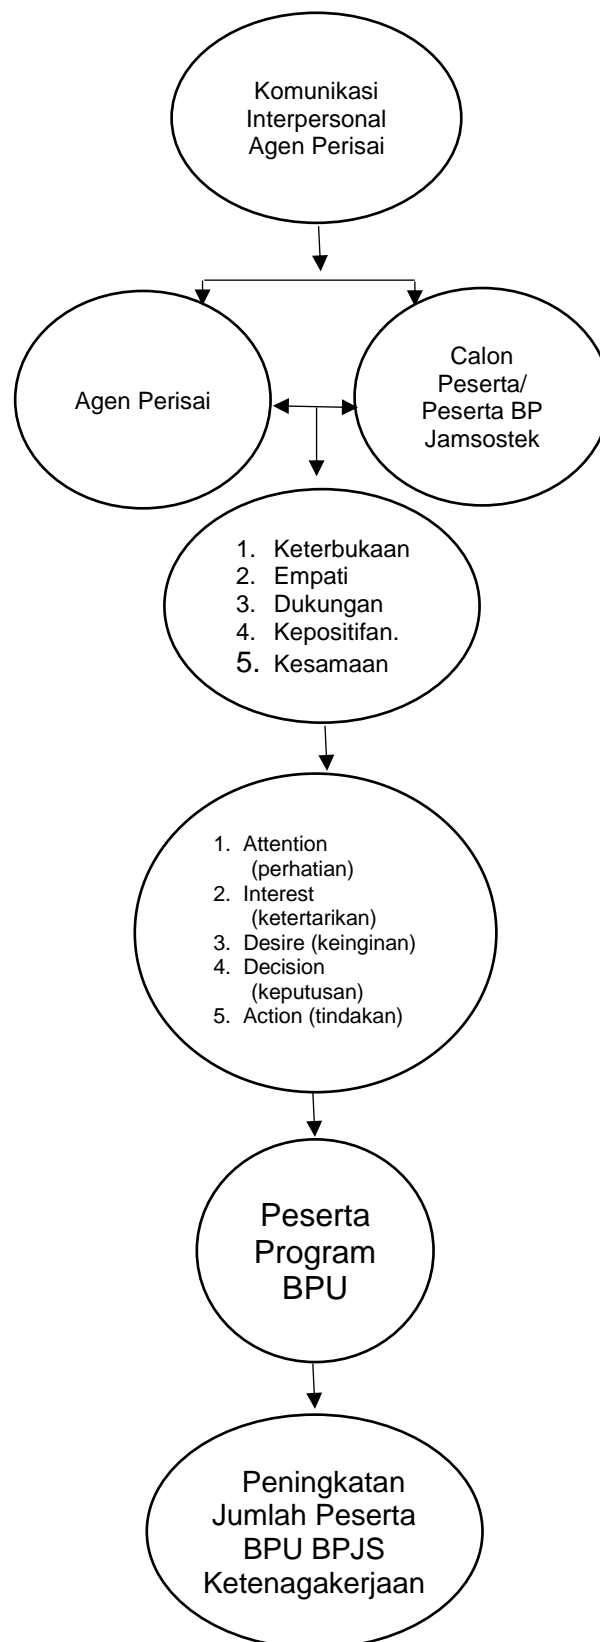 Komunikasi
Interpersonal
Agen Perisai
Agen Perisai
Calon
Peserta/
Peserta BP
Jamsostek
1. Keterbukaan
2. Empati
3. Dukungan
4. Kepositifan.
5. Kesamaan
1. Attention
(perhatian)
2. Interest
(ketertarikan)
3. Desire (keinginan)
4. Decision
(keputusan)
5. Action (tindakan)
Peserta
Program
BPU
Peningkatan
Jumlah Peserta
BPU BPJS
Ketenagakerjaan